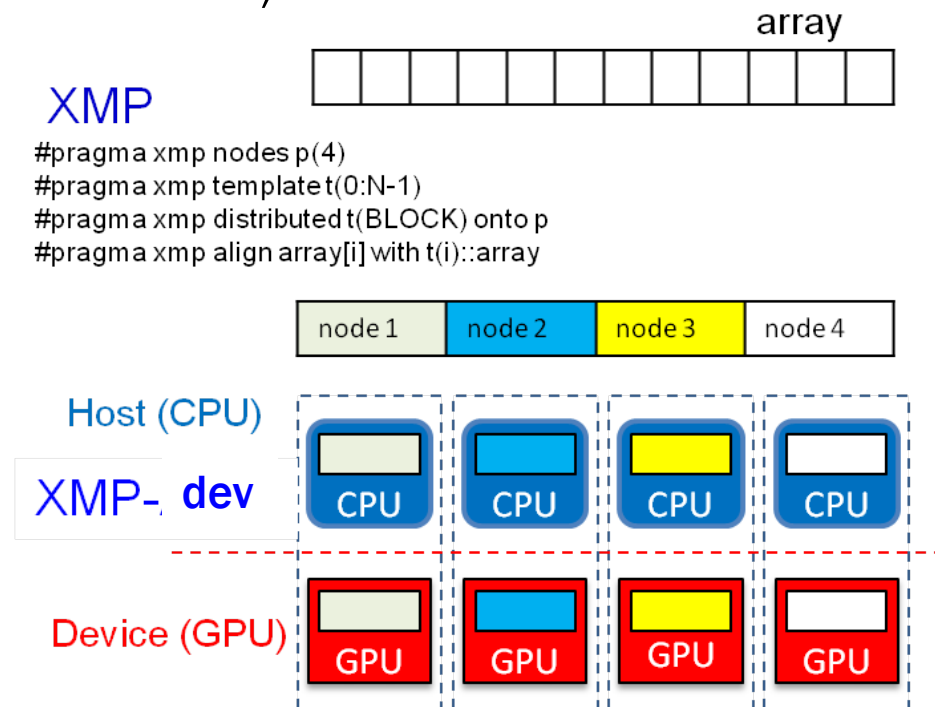 array
XMP
#pragma xmp nodes p(4)
#pragma xmp template t(0:N-1)
#pragma xmp distributed t(BLOCK) onto p
#pragma xmp align array[i] with t(i)::array
node 1 node 2 node 3 node 4
Host (CPU)
CPU CPU CPU CPU
XMP- dev
Device (GPU)
GPU GPU GPU GPU